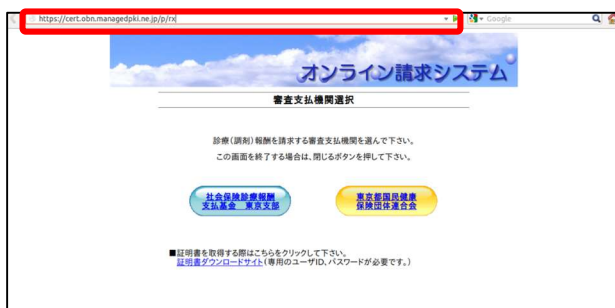 https://cert.obn.managedpki.ne.jp/p/rx
Google
オンライン請求システム
審査支払機関選択
診療（調剤）報酬を請求する審査支払機関を選んで下さい。
この画面を終了する場合は、閉じるボタンを押して下さい。
社会保険診療報酬
支払基金　東京支部
東京都国民健康
保険団体連合会
■証明書を取得する際はこちらをクリックして下さい。
証明書ダウンロードサイト（専用のユーザID、パスワードが必要です。）